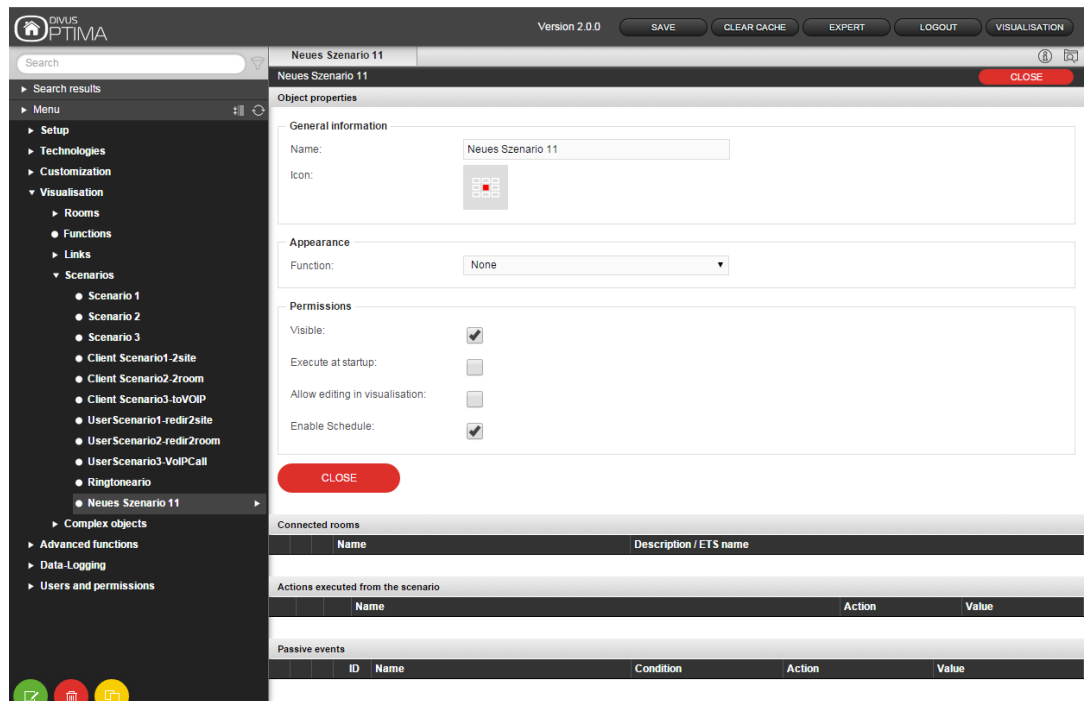 DIVUS
OPTIMA
Version 2.0.0
SAVE
CLEAR CACHE
EXPERT
LOGOUT
VISUALISATION
Search
Search results
Menu
Setup
Technologies
Customization
Visualisation
Rooms
Functions
Links
Scenarios
Scenario 1
Scenario 2
Scenario 3
Client Scenario1-2site
Client Scenario2-2room
Client Scenario3-toVOIP
UserScenario1-redir2site
UserScenario2-redir2room
UserScenario3-VoIPCall
Ringtoneario
Neues Szenario 11
Complex objects
Advanced functions
Data-Logging
Users and permissions
Neues Szenario 11
Neues Szenario 11
CLOSE
Object properties
General information
Name: Neues Szenario 11
Icon:
Appearance
Function: None
Permissions
Visible:
Execute at startup:
Allow editing in visualisation:
Enable Schedule:
CLOSE
Connected rooms
Name Description / ETS name
Actions executed from the scenario
Name Action Value
Passive events
ID Name Condition Action Value